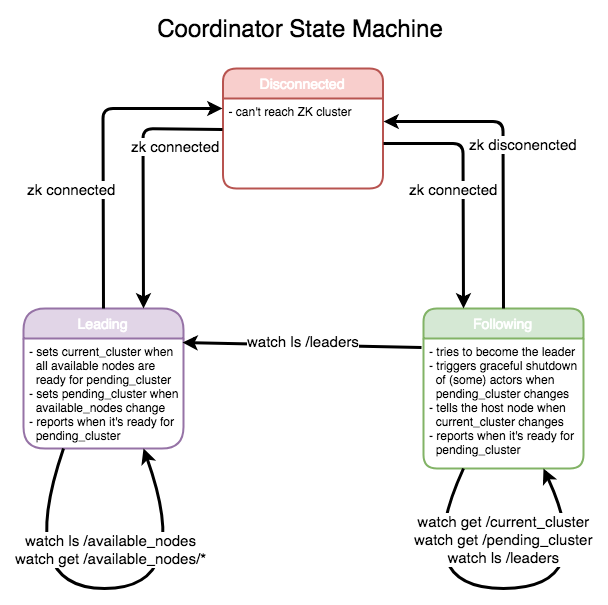 Coordinator State Machine
Disconnected
- can't reach ZK cluster
zk connected
zk disconencted
zk connected
zk connected
Leading
- sets current_cluster when
all available nodes are
ready for pending_cluster
- sets pending_cluster when
available_nodes change
- reports when it's ready for
pending_cluster
watch ls /leaders
Following
- tries to become the leader
- triggers graceful shutdown
of (some) actors when
pending_cluster changes
- tells the host node when
current_cluster changes
- reports when it's ready for
pending_cluster
watch ls /available_nodes
watch get /available_nodes/*
watch get /current_cluster
watch get /pending_cluster
watch ls /leaders